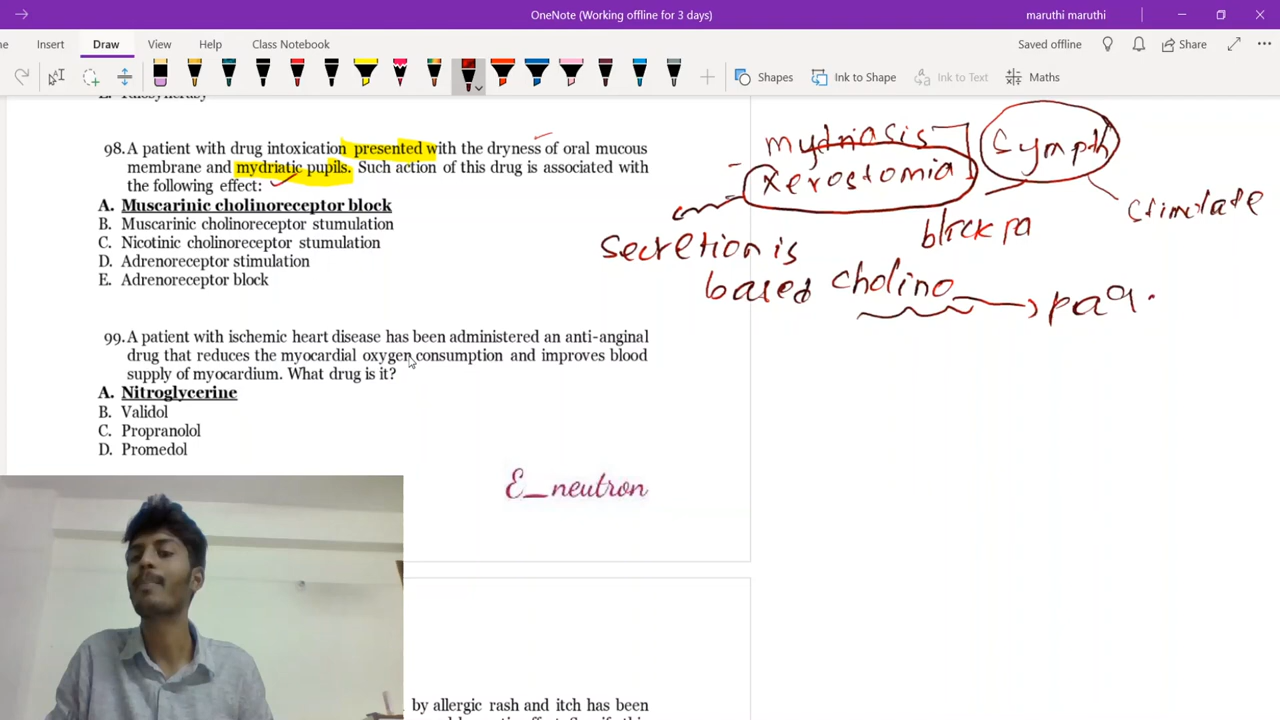 OneNote (Working offline for 3 days)
maruthi maruthi
Insert
Draw
View
Help
Class Notebook
Saved offline
Share
Shapes
Ink to Shape
Ink to Text
Maths
98. A patient with drug intoxication presented with the dryness of oral mucous
membrane and mydriatic pupils. Such action of this drug is associated with
the following effect:
A. Muscarinic cholinoreceptor block
B. Muscarinic cholinoreceptor stumulation
C. Nicotinic cholinoreceptor stumulation
D. Adrenoreceptor stimulation
E. Adrenoreceptor block
99. A patient with ischemic heart disease has been administered an anti-anginal
drug that reduces the myocardial oxygen consumption and improves blood
supply of myocardium. What drug is it?
A. Nitroglycerine
B. Validol
C. Propranolol
D. Promedol
mydriasis
xerostomia
Sympth
stimulate
block pa
secretion is
based cholino
para
E_neutron
by allergic rash and itch has been